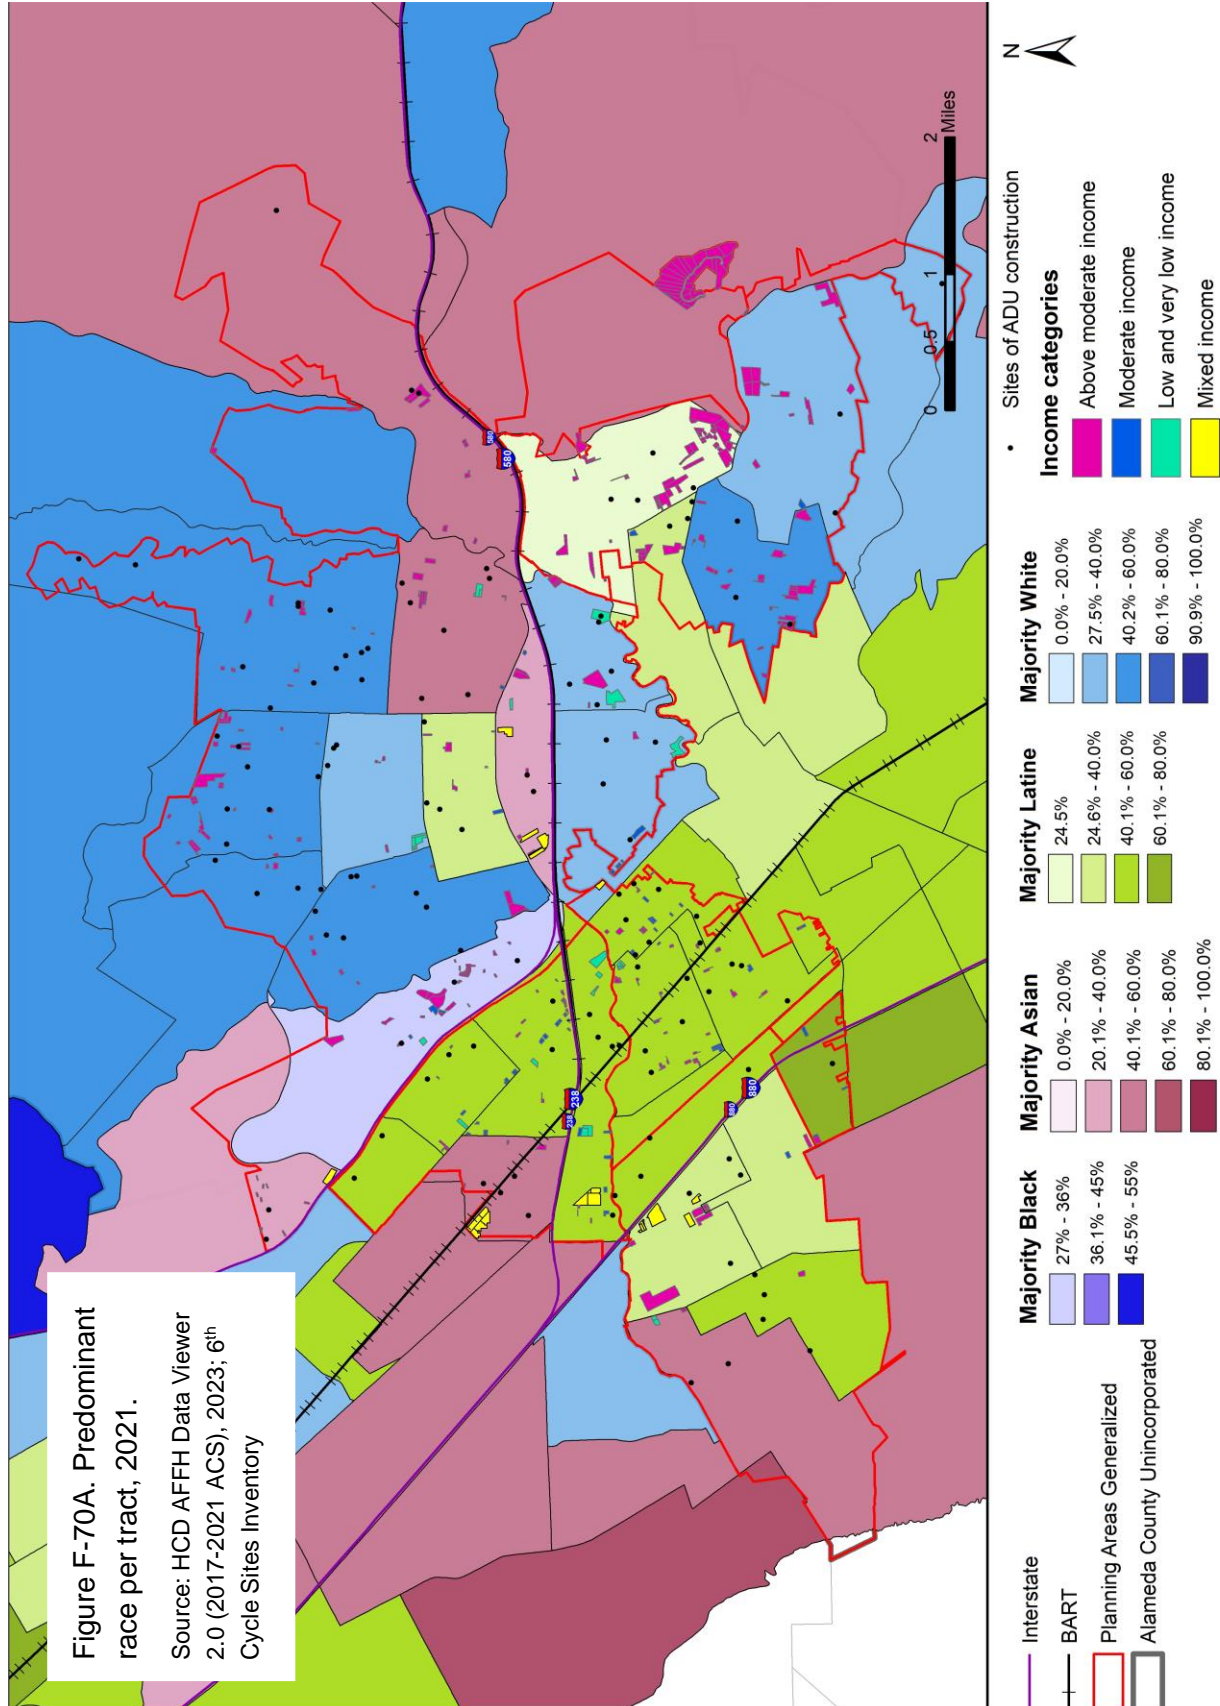 Figure F-70A. Predominant
race per tract, 2021.
Source: HCD AFFH Data Viewer
2.0 (2017-2021 ACS), 2023; 6th
Cycle Sites Inventory
580
580
238
238
880
880
N
0 0.5 1 2
Miles
Interstate
BART
Planning Areas Generalized
Alameda County Unincorporated
Majority Black
27% - 36%
36.1% - 45%
45.5% - 55%
Majority Asian
0.0% - 20.0%
20.1% - 40.0%
40.1% - 60.0%
60.1% - 80.0%
80.1% - 100.0%
Majority Latine
24.5%
24.6% - 40.0%
40.1% - 60.0%
60.1% - 80.0%
Majority White
0.0% - 20.0%
27.5% - 40.0%
40.2% - 60.0%
60.1% - 80.0%
90.9% - 100.0%
Sites of ADU construction
Income categories
Above moderate income
Moderate income
Low and very low income
Mixed income